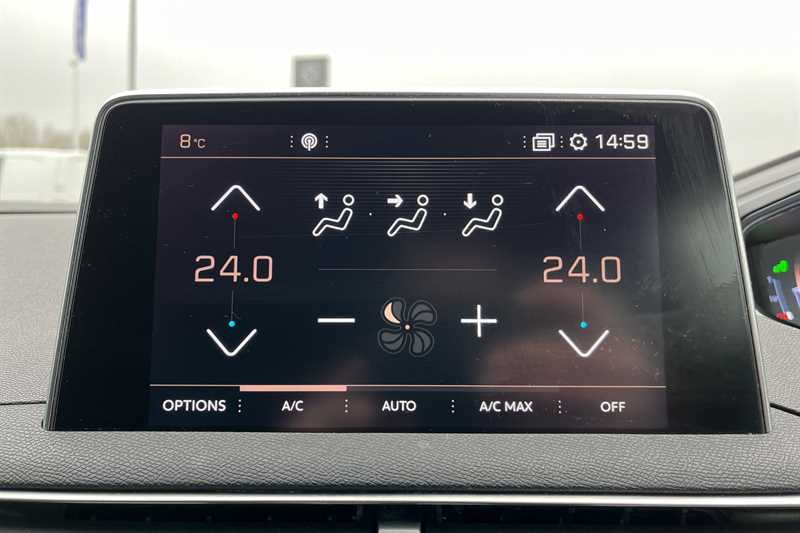 8°C 14:59
24.0 24.0
OPTIONS A/C AUTO A/C MAX OFF